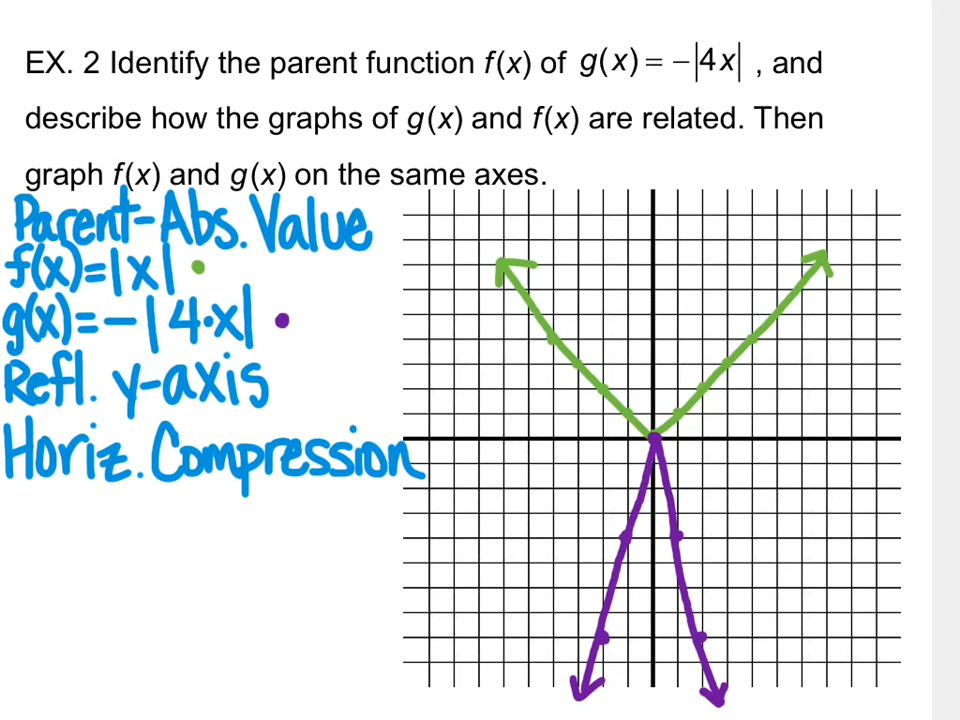 EX. 2 Identify the parent function f(x) of g(x) = −|4x| , and
describe how the graphs of g(x) and f(x) are related. Then
graph f(x) and g(x) on the same axes.
Parent-Abs. Value
f(x)=|x|
g(x)=-|4·x|
Refl. y-axis
Horiz. Compression